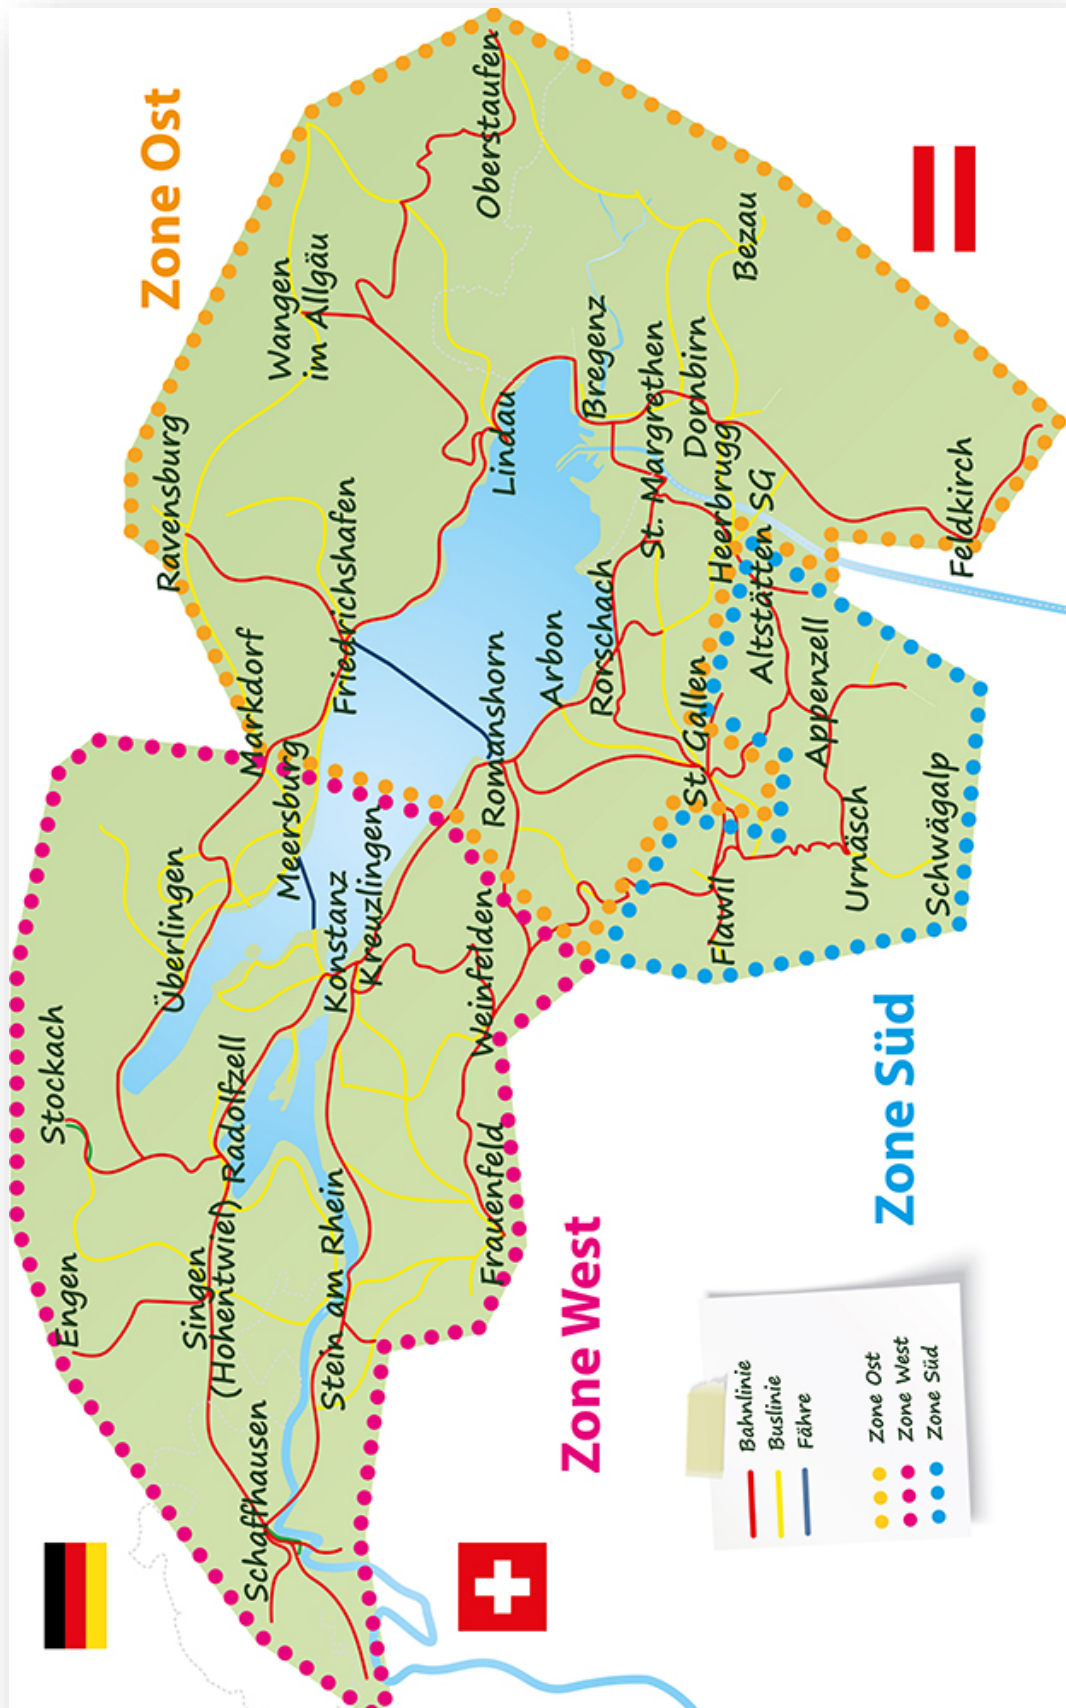 Zone Ost
Oberstaufen
Wangen
im Allgäu
Ravensburg
Bezau
Bregenz
Lindau
St. Margrethen
Dornbirn
Heerbrugg
Friedrichshafen
Markdorf
Altstätten SG
Feldkirch
Arbon
Rorschach
Romanshorn
St. Gallen
Appenzell
Meersburg
Überlingen
Konstanz
Kreuzlingen
Weinfelden
Flawil
Urnäsch
Schwägalp
Stockach
Radolfzell
Zone Süd
Engen
Singen
(Hohentwiel)
Stein am Rhein
Frauenfeld
Zone West
Schaffhausen
Bahnlinie
Buslinie
Fähre
Zone Ost
Zone West
Zone Süd